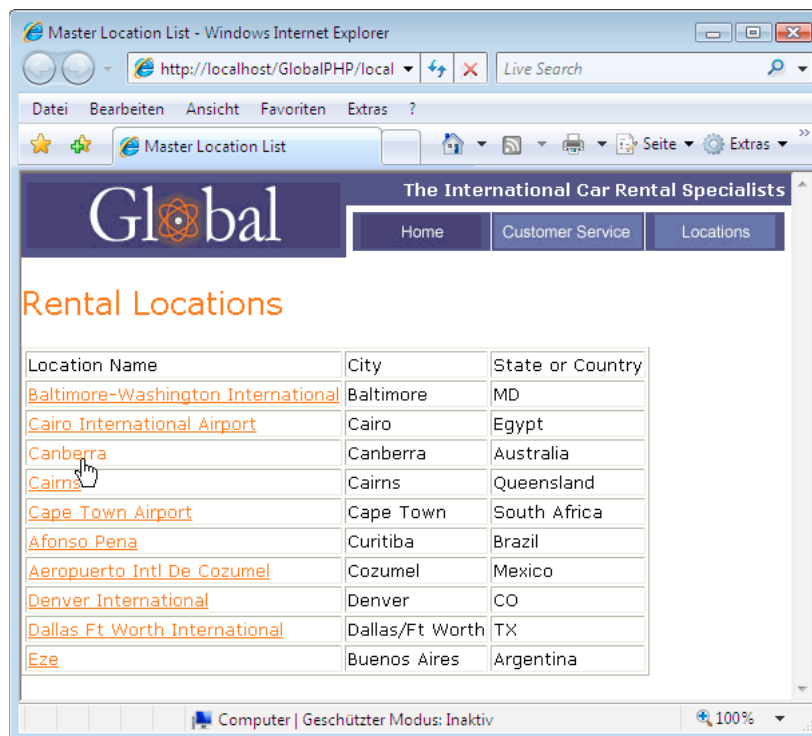 Master Location List - Windows Internet Explorer
http://localhost/GlobalPHP/local Live Search
Datei Bearbeiten Ansicht Favoriten Extras ?
Master Location List Seite Extras »
Global The International Car Rental Specialists
Home Customer Service Locations
Rental Locations
Location Name City State or Country
Baltimore-Washington International Baltimore MD
Cairo International Airport Cairo Egypt
Canberra Canberra Australia
Cairns Cairns Queensland
Cape Town Airport Cape Town South Africa
Afonso Pena Curitiba Brazil
Aeropuerto Intl De Cozumel Cozumel Mexico
Denver International Denver CO
Dallas Ft Worth International Dallas/Ft Worth TX
Eze Buenos Aires Argentina
Computer | Geschützter Modus: Inaktiv 100%